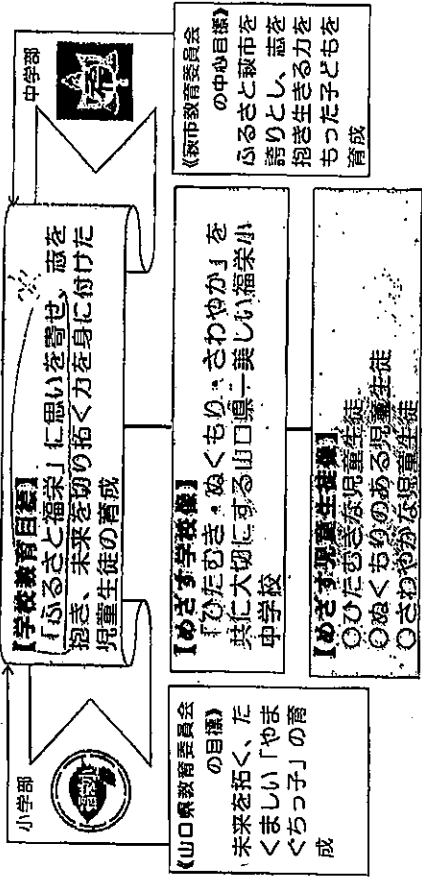 小学部
中学部
【学校教育目標】
「ふるさと福栄」に思いを寄せ、志を
抱き、未来を切り拓く力を身に付けた
児童生徒の育成
《山口県教育委員会
の目標》
未来を拓く、た
くましい「やま
ぐちっ子」の育
成
【めざす学校像】
「ひたむき・ぬくもり・さわやか」を
共に大切にする山口県一美しい福栄小
中学校
《萩市教育委員会
の中心目標》
ふるさと萩市を
誇りとし、志を
抱き生きる力を
もった子どもを
育成
【めざす児童生徒像】
〇ひたむきな児童生徒
〇ぬくもりのある児童生徒
〇さわやかな児童生徒